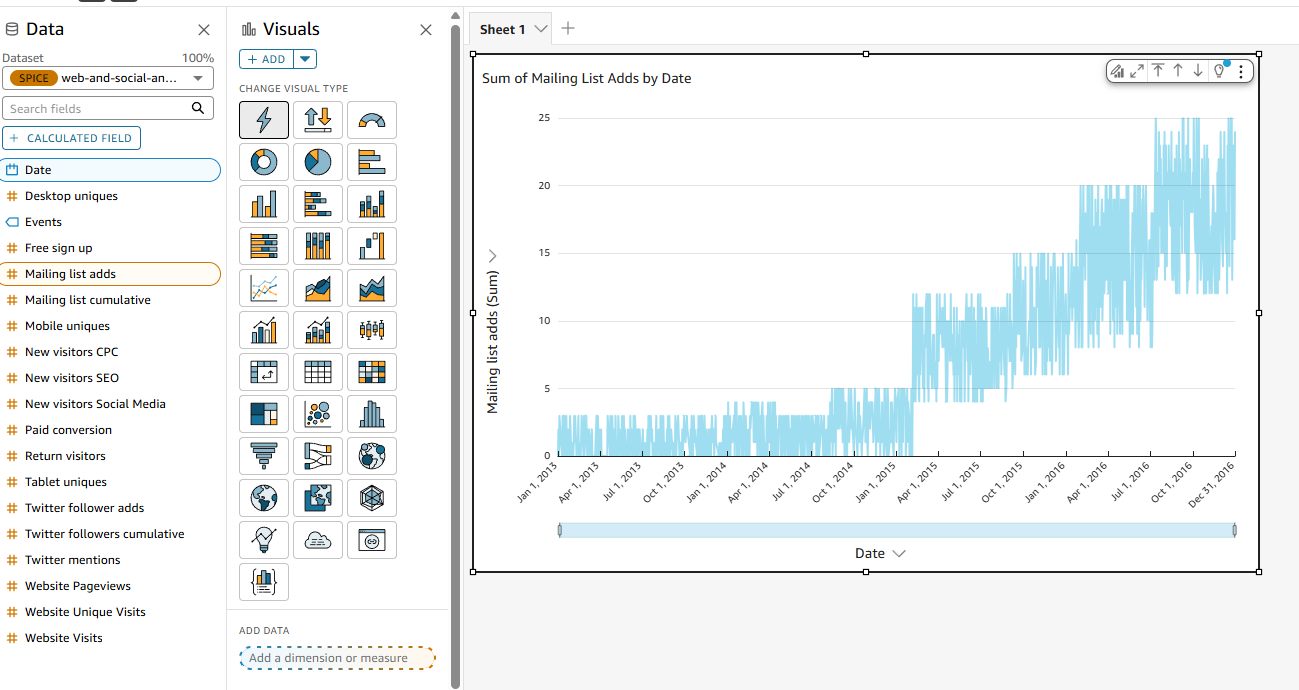 Data
Dataset
100%
SPICE web-and-social-an...
Search fields
+ CALCULATED FIELD
Date
Desktop uniques
Events
Free sign up
Mailing list adds
Mailing list cumulative
Mobile uniques
New visitors CPC
New visitors SEO
New visitors Social Media
Paid conversion
Return visitors
Tablet uniques
Twitter follower adds
Twitter followers cumulative
Twitter mentions
Website Pageviews
Website Unique Visits
Website Visits
Visuals
+ ADD
CHANGE VISUAL TYPE
ADD DATA
Add a dimension or measure
Sheet 1
Sum of Mailing List Adds by Date
Mailing list adds (Sum)
25
20
15
10
5
0
Jan 1, 2013
Apr 1, 2013
Jul 1, 2013
Oct 1, 2013
Jan 1, 2014
Apr 1, 2014
Jul 1, 2014
Oct 1, 2014
Jan 1, 2015
Apr 1, 2015
Jul 1, 2015
Oct 1, 2015
Jan 1, 2016
Apr 1, 2016
Jul 1, 2016
Oct 1, 2016
Dec 31, 2016
Date